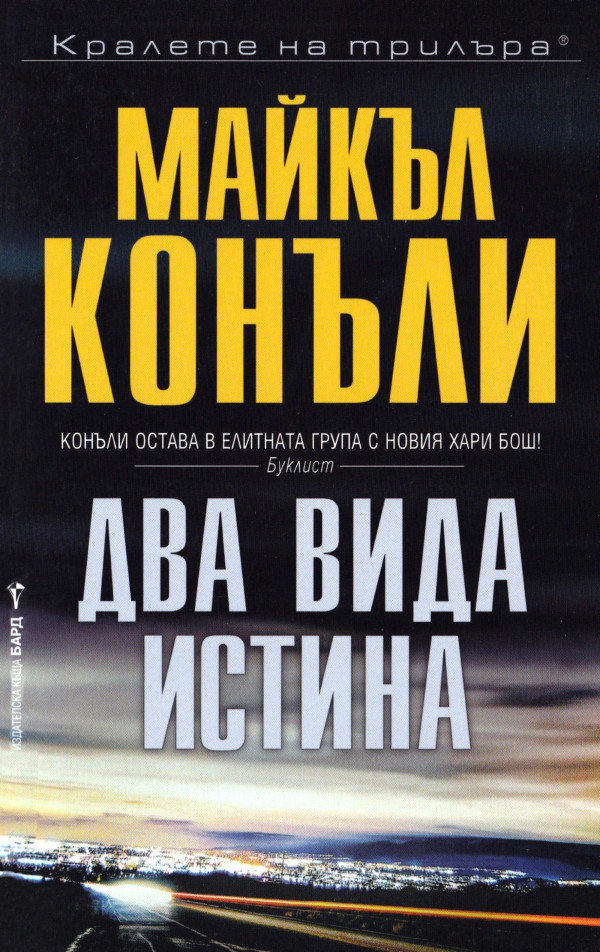 Кралете на трилъра®
МАЙКЪЛ
КОНЪЛИ
КОНЪЛИ ОСТАВА В ЕЛИТНАТА ГРУПА С НОВИЯ ХАРИ БОШ!
Буклист
ДВА ВИДА
ИСТИНА
ИЗДАТЕЛСКА КЪЩА БАРД